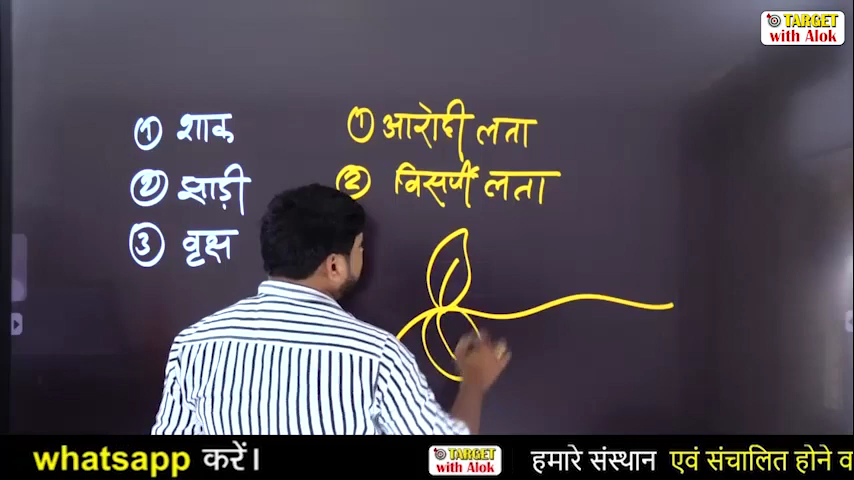 TARGET
with Alok
① शाक
② झाड़ी
③ वृक्ष
① आरोही लता
② विसर्पी लता
whatsapp करें।
TARGET
with Alok
हमारे संस्थान एवं संचालित होने व